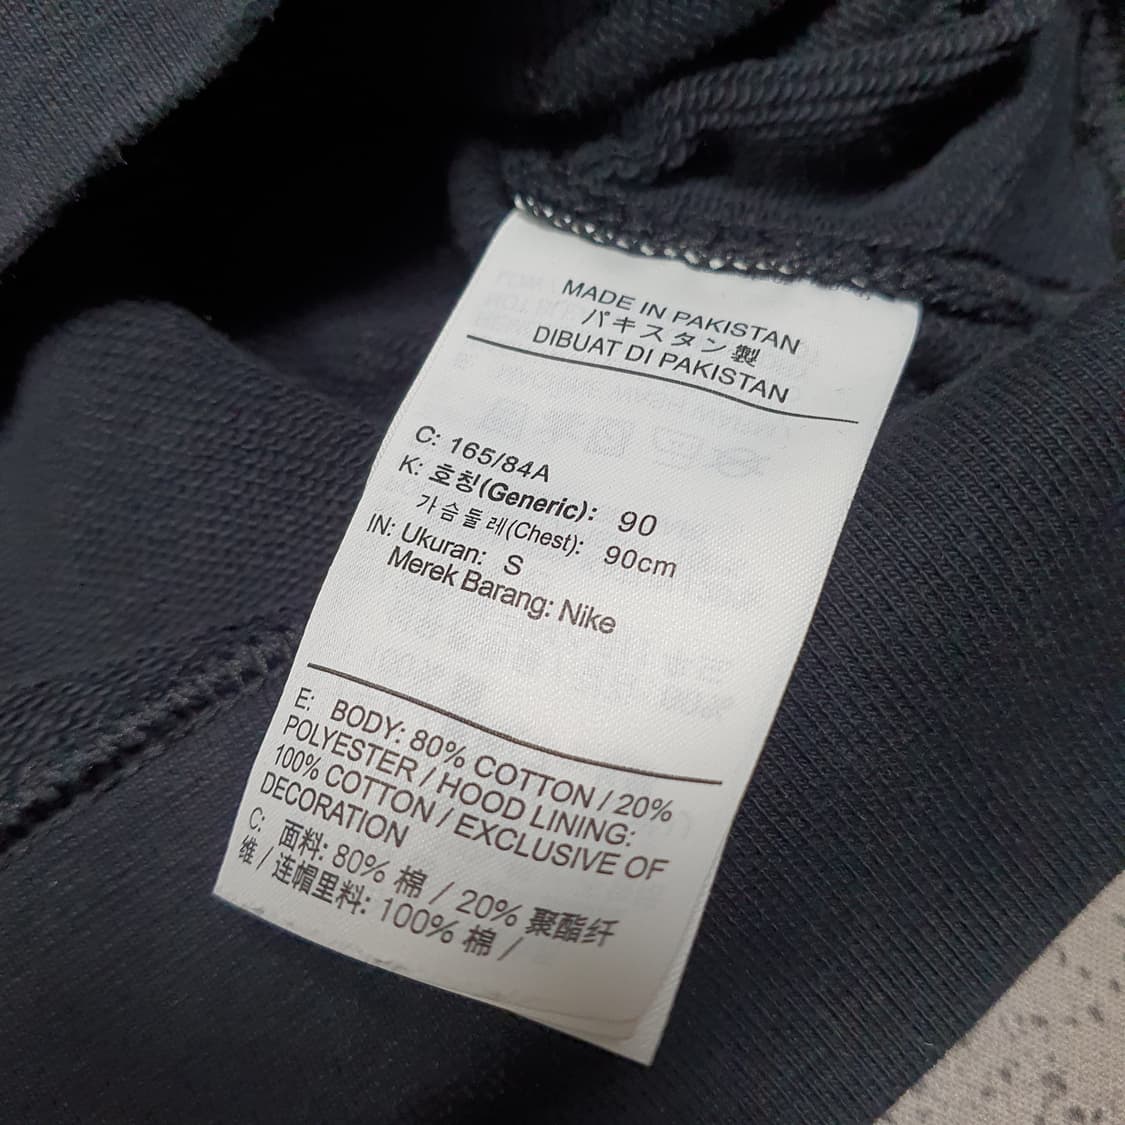 MADE IN PAKISTAN
パキスタン製
DIBUAT DI PAKISTAN
C: 165/84A
K: 호칭(Generic): 90
가슴둘레(Chest): 90cm
IN: Ukuran: S
Merek Barang: Nike
E: BODY: 80% COTTON / 20%
POLYESTER / HOOD LINING:
100% COTTON / EXCLUSIVE OF
DECORATION
C: 面料: 80% 棉 / 20% 聚酯纤
维 / 连帽里料: 100% 棉 /